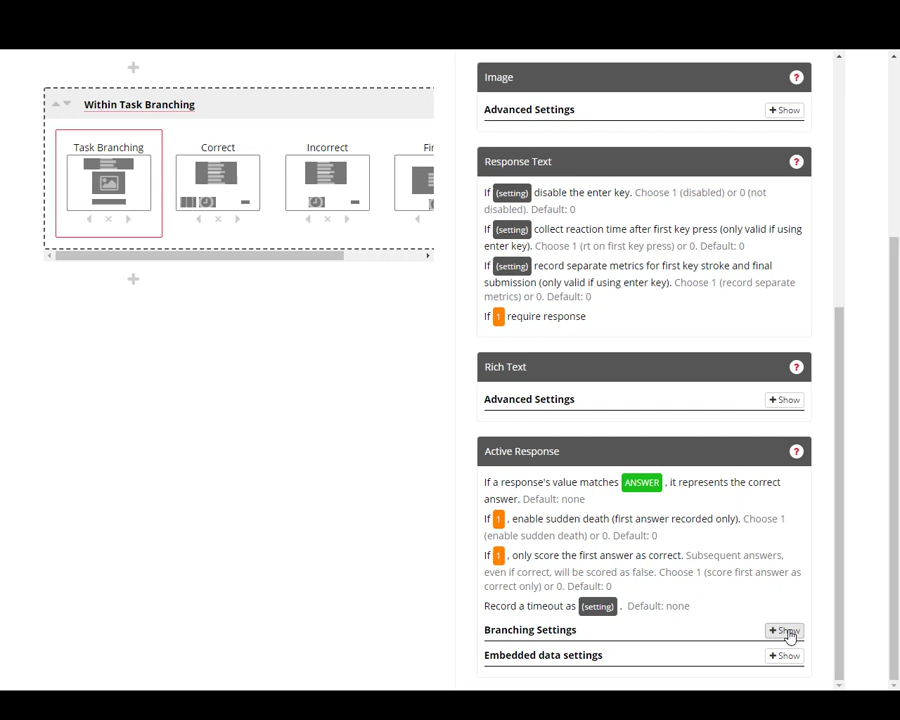 Within Task Branching
Task Branching
Correct
Incorrect
Fir
Image
?
Advanced Settings
+ Show
Response Text
?
If (setting) disable the enter key. Choose 1 (disabled) or 0 (not
disabled). Default: 0
If (setting) collect reaction time after first key press (only valid if using
enter key). Choose 1 (rt on first key press) or 0. Default: 0
If (setting) record separate metrics for first key stroke and final
submission (only valid if using enter key). Choose 1 (record separate
metrics) or 0. Default: 0
If 1 require response
Rich Text
?
Advanced Settings
+ Show
Active Response
?
If a response's value matches ANSWER , it represents the correct
answer. Default: none
If 1 , enable sudden death (first answer recorded only). Choose 1
(enable sudden death) or 0. Default: 0
If 1 , only score the first answer as correct. Subsequent answers,
even if correct, will be scored as false. Choose 1 (score first answer as
correct only) or 0. Default: 0
Record a timeout as (setting) . Default: none
Branching Settings
+ Show
Embedded data settings
+ Show